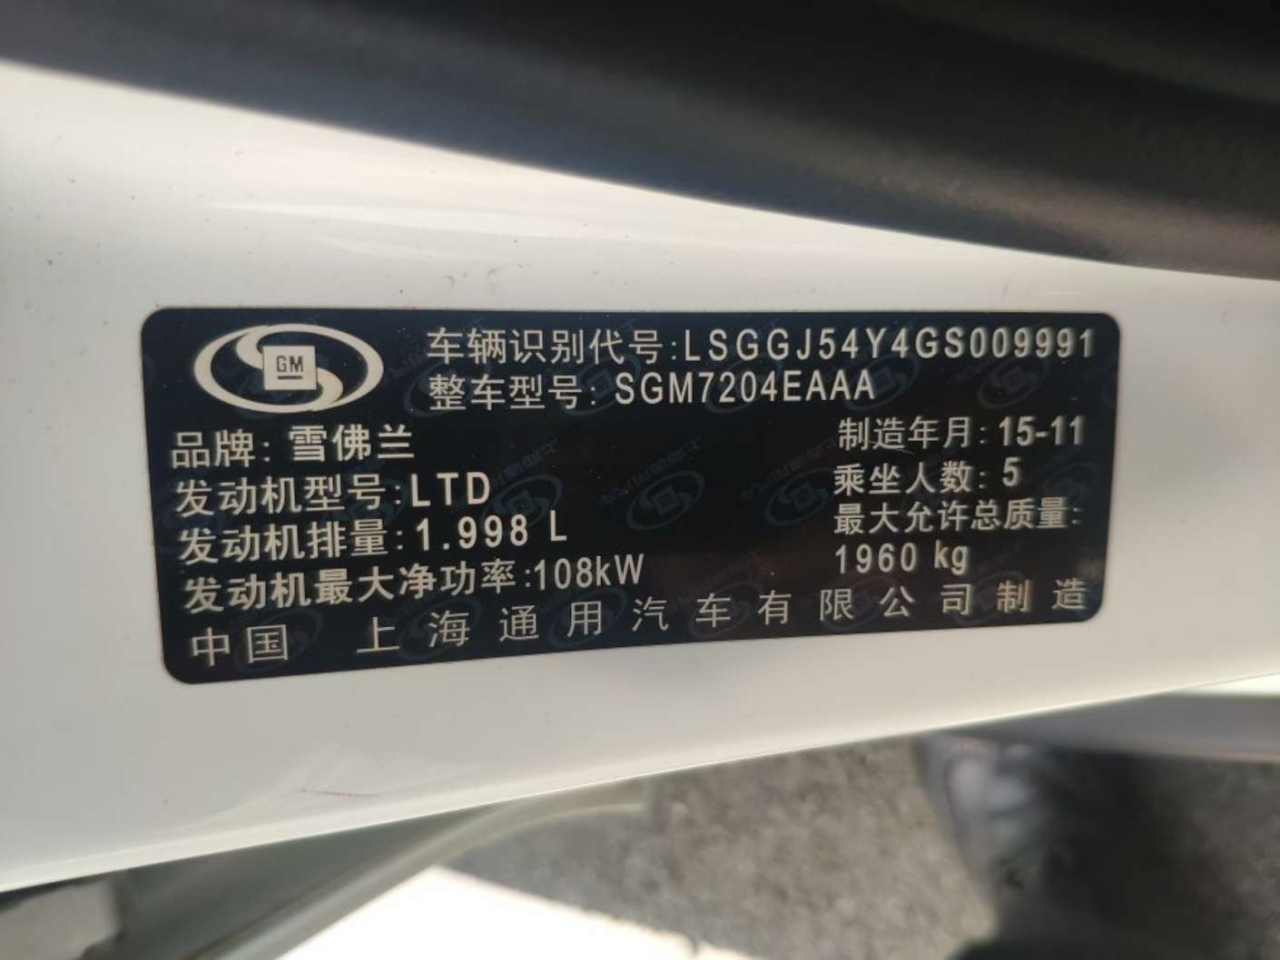 GM
车辆识别代号:LSGGJ54Y4GS009991
整车型号: SGM7204EAAA
品牌: 雪佛兰
制造年月: 15-11
发动机型号:LTD
乘坐人数: 5
发动机排量: 1.998 L
最大允许总质量:
1960 kg
发动机最大净功率:108kW
中国 上海通用汽车有限公司制造